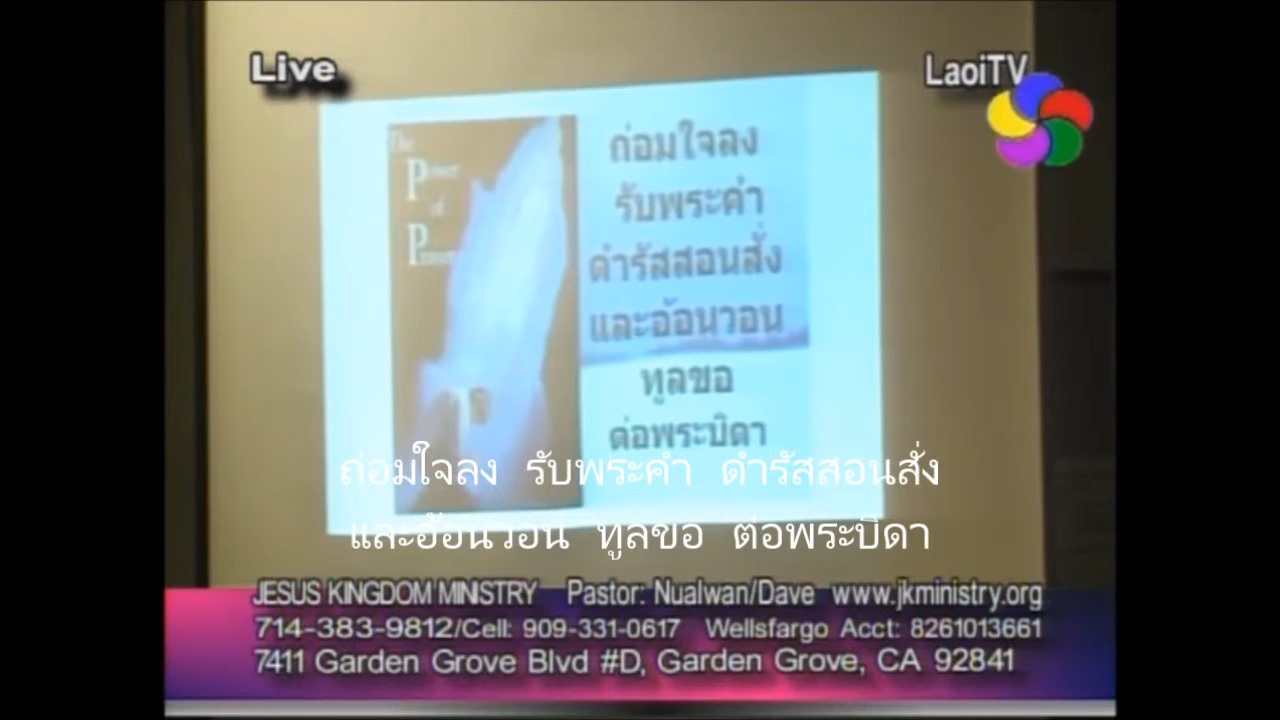 Live
LaoiTV
The
Power
of
Prayer
ถ่อมใจลง
รับพระคำ
ดำรัสสอนสั่ง
และอ้อนวอน
ทูลขอ
ต่อพระบิดา
ถ่อมใจลง รับพระคำ ดำรัสสอนสั่ง
และอ้อนวอน ทูลขอ ต่อพระบิดา
JESUS KINGDOM MINISTRY Pastor: Nualwan/Dave www.jkministry.org
714-383-9812/Cell: 909-331-0617 Wellsfargo Acct: 8261013661
7411 Garden Grove Blvd #D, Garden Grove, CA 92841